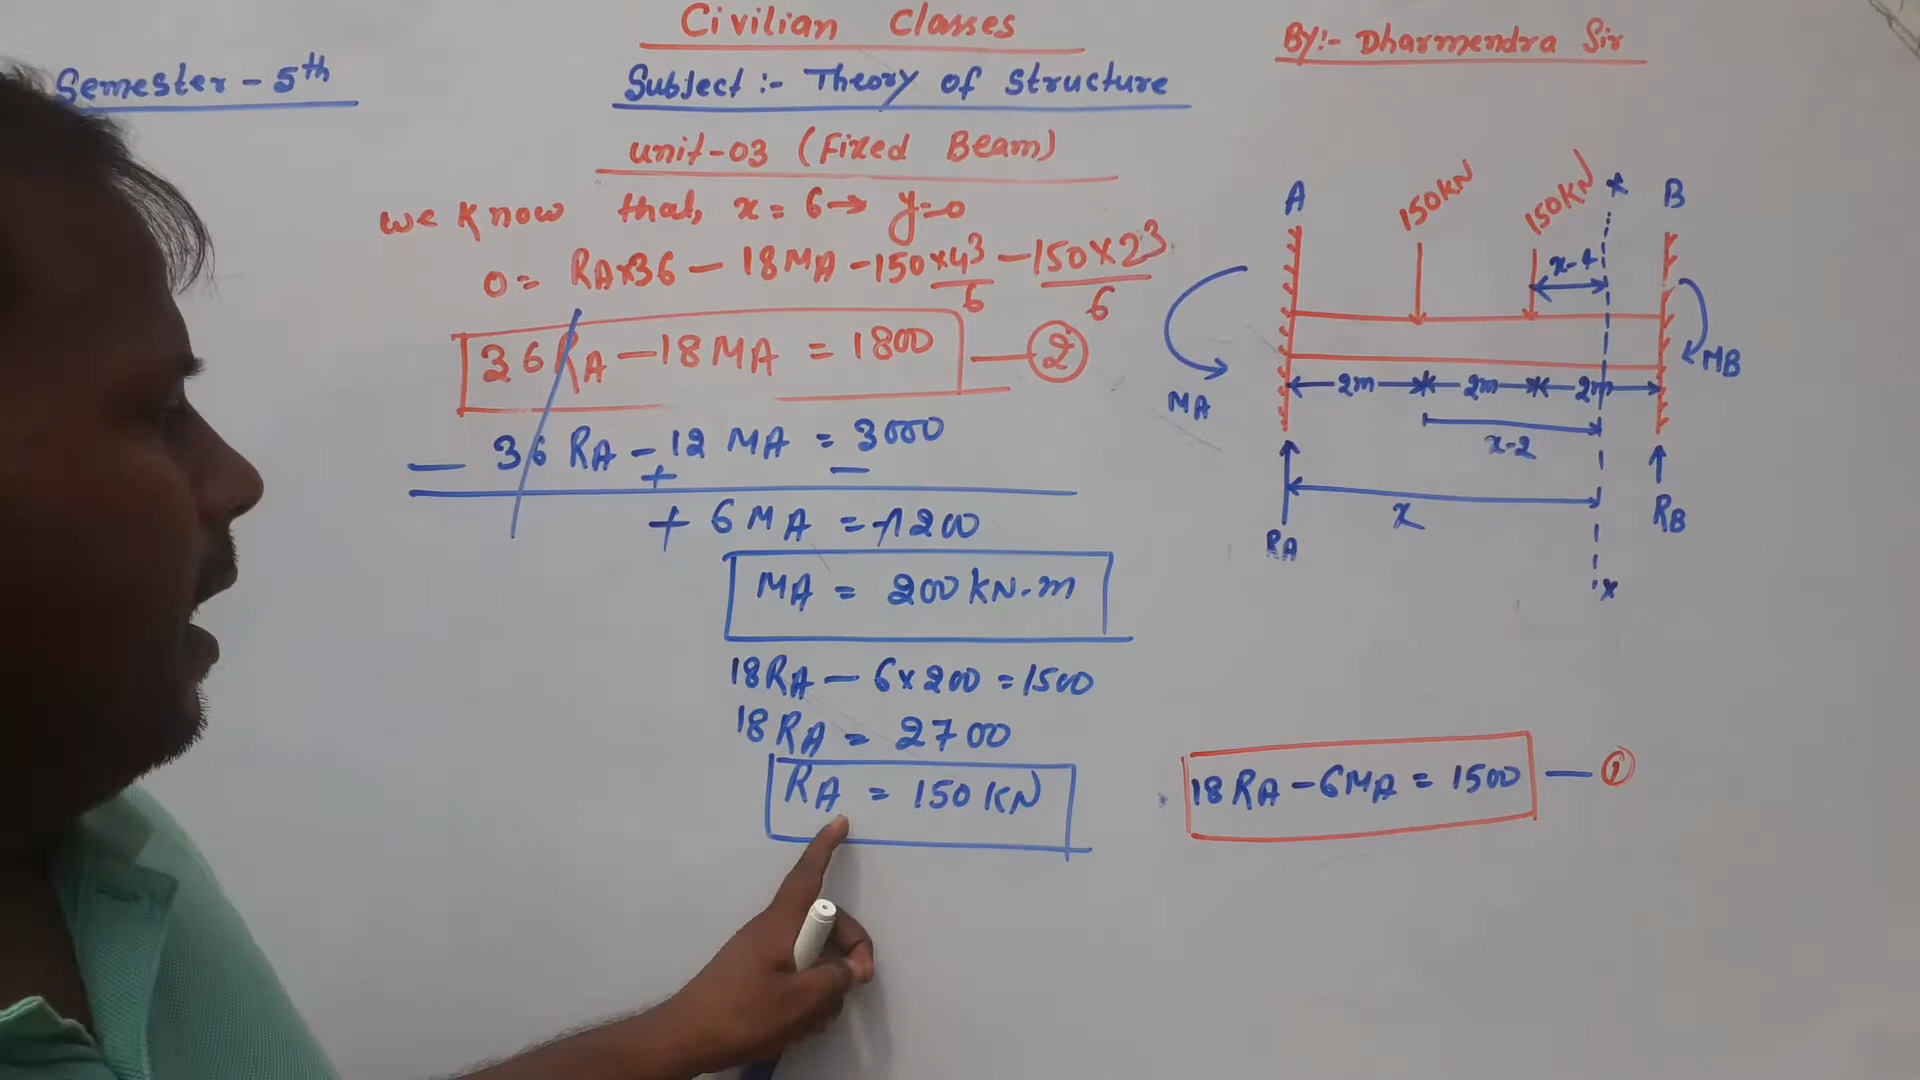 Civilian Classes
By:- Dharmendra Sir
Semester - 5th
Subject :- Theory of Structure
Unit-03 (Fixed Beam)
we know that, x = 6 → y=0
0 = RA×36 - 18MA - 150×4³/6 - 150×2³/6
36RA - 18MA = 1800 — ②
- 36 RA - 12 MA = 3000
+ -
+ 6 MA = +1200
MA = 200 KN.m
18RA - 6×200 = 1500
18RA = 2700
RA = 150 KN
18 RA - 6MA = 1500 — ①
A
150KN
150KN
x
B
x-4
MA
2m
2m
2m
MB
x-2
x
RA
RB
x